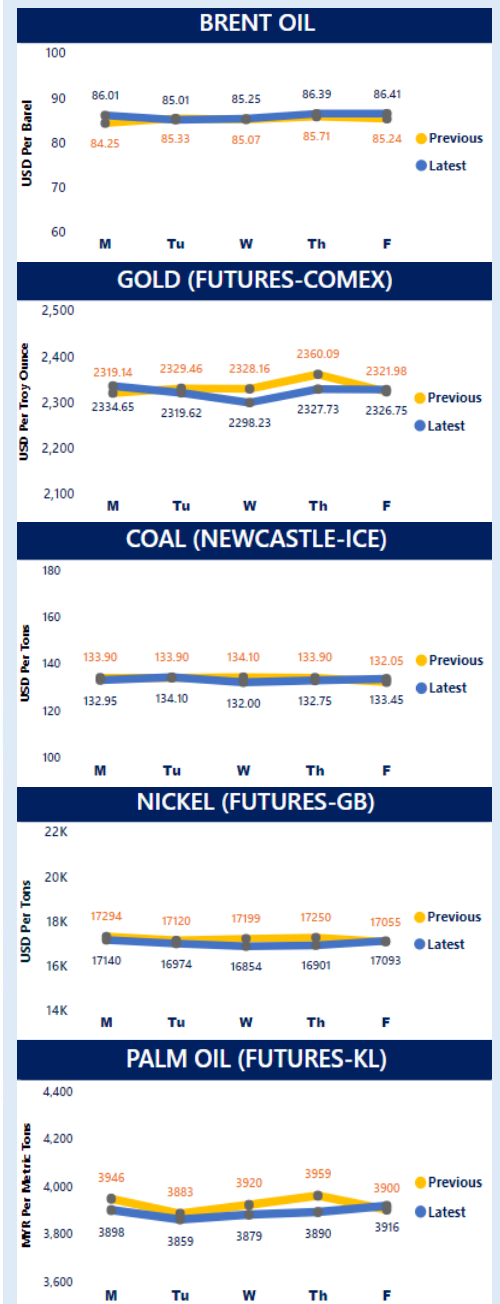 BRENT OIL
100
90
80
70
60
USD Per Barel
86.01 85.01 85.25 86.39 86.41
84.25 85.33 85.07 85.71 85.24
M Tu W Th F
Previous
Latest
GOLD (FUTURES-COMEX)
2,500
2,400
2,300
2,200
2,100
USD Per Troy Ounce
2319.14 2329.46 2328.16 2360.09 2321.98
2334.65 2319.62 2298.23 2327.73 2326.75
M Tu W Th F
Previous
Latest
COAL (NEWCASTLE-ICE)
180
160
140
120
100
USD Per Tons
133.90 133.90 134.10 133.90 132.05
132.95 134.10 132.00 132.75 133.45
M Tu W Th F
Previous
Latest
NICKEL (FUTURES-GB)
22K
20K
18K
16K
14K
USD Per Tons
17294 17120 17199 17250 17055
17140 16974 16854 16901 17093
M Tu W Th F
Previous
Latest
PALM OIL (FUTURES-KL)
4,400
4,200
4,000
3,800
3,600
MYR Per Metric Tons
3946 3883 3920 3959 3900
3898 3859 3879 3890 3916
M Tu W Th F
Previous
Latest